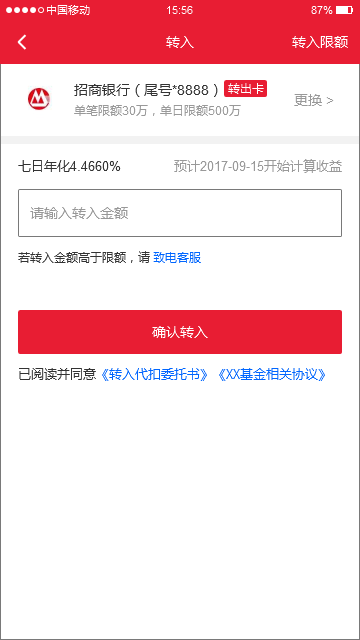 中国移动 15:56 87%
转入 转入限额
招商银行（尾号*8888） 转出卡
单笔限额30万，单日限额500万
更换 >
七日年化4.4660% 预计2017-09-15开始计算收益
请输入转入金额
若转入金额高于限额，请 致电客服
确认转入
已阅读并同意《转入代扣委托书》《XX基金相关协议》